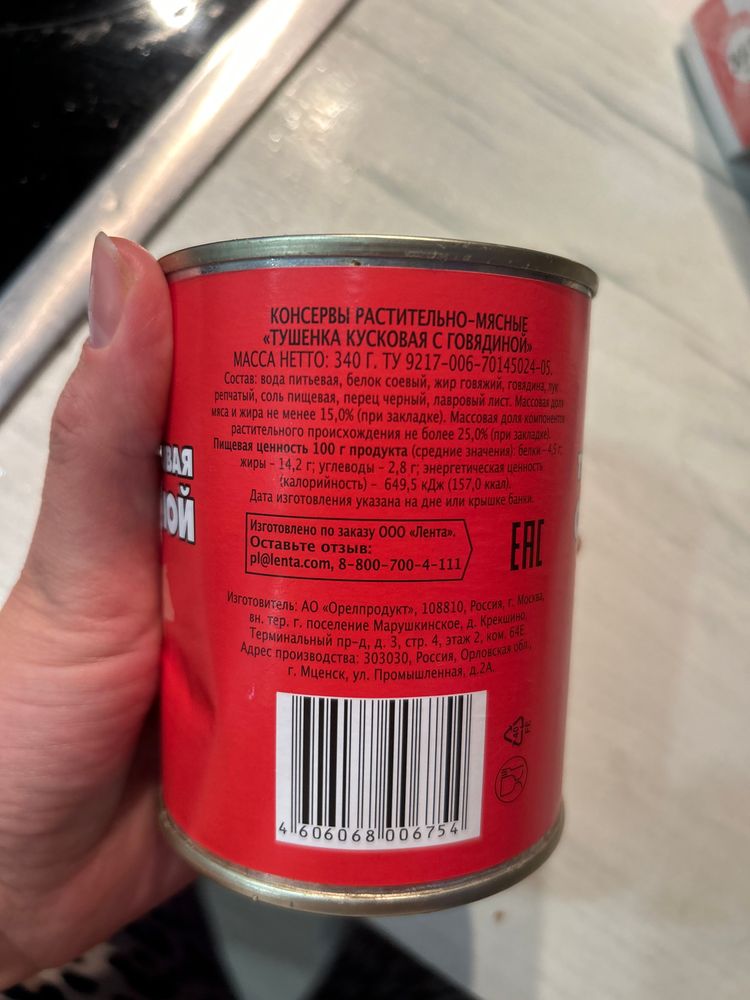 КОНСЕРВЫ РАСТИТЕЛЬНО-МЯСНЫЕ
«ТУШЕНКА КУСКОВАЯ С ГОВЯДИНОЙ»
МАССА НЕТТО: 340 Г. ТУ 9217-006-70145024-05.
Состав: вода питьевая, белок соевый, жир говяжий, говядина, лук
репчатый, соль пищевая, перец черный, лавровый лист. Массовая доля
мяса и жира не менее 15,0% (при закладке). Массовая доля компонентов
растительного происхождения не более 25,0% (при закладке).
Пищевая ценность 100 г продукта (средние значения): белки – 4,5 г;
жиры – 14,2 г; углеводы – 2,8 г; энергетическая ценность
(калорийность) – 649,5 кДж (157,0 ккал).
Дата изготовления указана на дне или крышке банки.
ВАЯ
ОЙ
Изготовлено по заказу ООО «Лента».
Оставьте отзыв:
pl@lenta.com, 8-800-700-4-111
EAC
Изготовитель: АО «Орелпродукт», 108810, Россия, г. Москва,
вн. тер. г. поселение Марушкинское, д. Крекшино,
Терминальный пр-д, д. 3, стр. 4, этаж 2, ком. 64Е.
Адрес производства: 303030, Россия, Орловская обл.,
г. Мценск, ул. Промышленная, д.2А.
40
FE
4 606068 006754